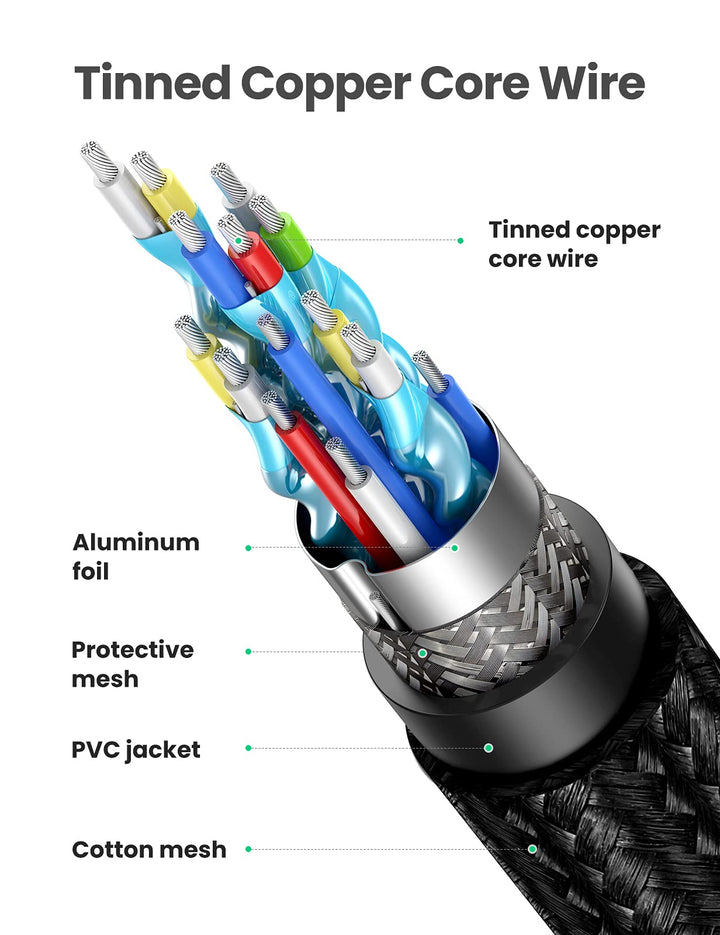 Tinned Copper Core Wire
Tinned copper
core wire
Aluminum
foil
Protective
mesh
PVC jacket
Cotton mesh